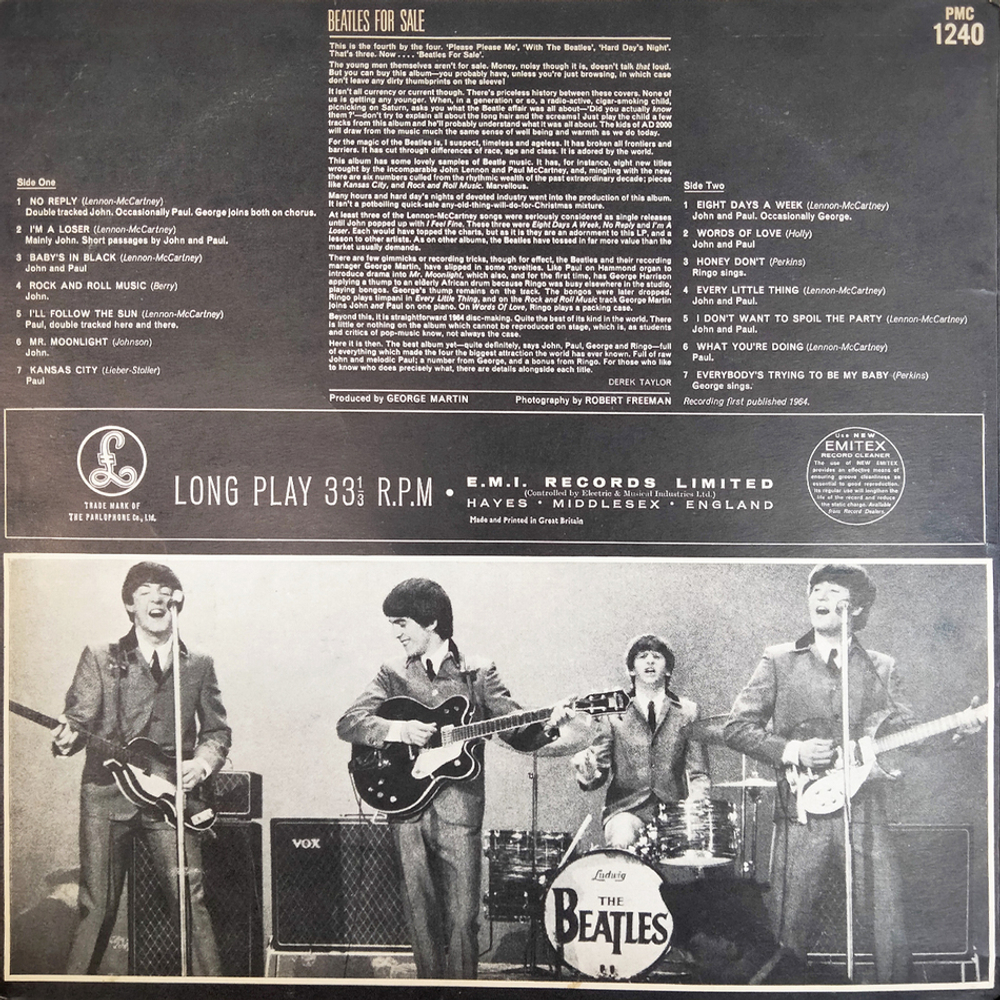 BEATLES FOR SALE
PMC
1240
This is the fourth by the four. 'Please Please Me', 'With The Beatles', 'Hard Day's Night'.
That's three. Now . . . . 'Beatles For Sale'.
The young men themselves aren't for sale. Money, noisy though it is, doesn't talk that loud.
But you can buy this album—you probably have, unless you're just browsing, in which case
don't leave any dirty thumbprints on the sleeve!
It isn't all currency or current though. There's priceless history between these covers. None of
us is getting any younger. When, in a generation or so, a radio-active, cigar-smoking child,
picnicking on Saturn, asks you what the Beatle affair was all about—'Did you actually know
them ?'—don't try to explain all about the long hair and the screams! Just play the child a few
tracks from this album and he'll probably understand what it was all about. The kids of AD 2000
will draw from the music much the same sense of well being and warmth as we do today.
For the magic of the Beatles is, I suspect, timeless and ageless. It has broken all frontiers and
barriers. It has cut through differences of race, age and class. It is adored by the world.
This album has some lovely samples of Beatle music. It has, for instance, eight new titles
wrought by the incomparable John Lennon and Paul McCartney, and, mingling with the new,
there are six numbers culled from the rhythmic wealth of the past extraordinary decade; pieces
like Kansas City, and Rock and Roll Music. Marvellous.
Many hours and hard day's nights of devoted industry went into the production of this album.
It isn't a potboiling quick-sale any-old-thing-will-do-for-Christmas mixture.
At least three of the Lennon-McCartney songs were seriously considered as single releases
until John popped up with I Feel Fine. These three were Eight Days A Week, No Reply and I'm A
Loser. Each would have topped the charts, but as it is they are an adornment to this LP, and a
lesson to other artists. As on other albums, the Beatles have tossed in far more value than the
market usually demands.
There are few gimmicks or recording tricks, though for effect, the Beatles and their recording
manager George Martin, have slipped in some novelties. Like Paul on Hammond organ to
introduce drama into Mr. Moonlight, which also, and for the first time, has George Harrison
applying a thump to an elderly African drum because Ringo was busy elsewhere in the studio,
playing bongos. George's thump remains on the track. The bongos were later dropped.
Ringo plays timpani in Every Little Thing, and on the Rock and Roll Music track George Martin
joins John and Paul on one piano. On Words Of Love, Ringo plays a packing case.
Beyond this, it is straightforward 1964 disc-making. Quite the best of its kind in the world. There
is little or nothing on the album which cannot be reproduced on stage, which is, as students
and critics of pop-music know, not always the case.
Here it is then. The best album yet—quite definitely, says John, Paul, George and Ringo—full
of everything which made the four the biggest attraction the world has ever known. Full of raw
John and melodic Paul; a number from George, and a bonus from Ringo. For those who like
to know who does precisely what, there are details alongside each title.
DEREK TAYLOR
Produced by GEORGE MARTIN Photography by ROBERT FREEMAN
Side One
1 NO REPLY (Lennon-McCartney)
Double tracked John. Occasionally Paul. George joins both on chorus.
2 I'M A LOSER (Lennon-McCartney)
Mainly John. Short passages by John and Paul.
3 BABY'S IN BLACK (Lennon-McCartney)
John and Paul
4 ROCK AND ROLL MUSIC (Berry)
John.
5 I'LL FOLLOW THE SUN (Lennon-McCartney)
Paul, double tracked here and there.
6 MR. MOONLIGHT (Johnson)
John.
7 KANSAS CITY (Lieber-Stoller)
Paul
Side Two
1 EIGHT DAYS A WEEK (Lennon-McCartney)
John and Paul. Occasionally George.
2 WORDS OF LOVE (Holly)
John and Paul
3 HONEY DON'T (Perkins)
Ringo sings.
4 EVERY LITTLE THING (Lennon-McCartney)
John and Paul.
5 I DON'T WANT TO SPOIL THE PARTY (Lennon-McCartney)
John and Paul.
6 WHAT YOU'RE DOING (Lennon-McCartney)
Paul.
7 EVERYBODY'S TRYING TO BE MY BABY (Perkins)
George sings.
Recording first published 1964.
TRADE MARK OF
THE PARLOPHONE Co., Ltd.
LONG PLAY 33⅓ R.P.M •
E.M.I. RECORDS LIMITED
(Controlled by Electric & Musical Industries Ltd.)
HAYES · MIDDLESEX · ENGLAND
Made and Printed in Great Britain
Use NEW
EMITEX
RECORD CLEANER
The use of NEW EMITEX
provides an effective means of
ensuring groove cleanliness so
essential to good reproduction.
Its regular use will lengthen the
life of the record and reduce
the static charge. Available
from Record Dealers.
VOX
Ludwig
THE
BEATLES